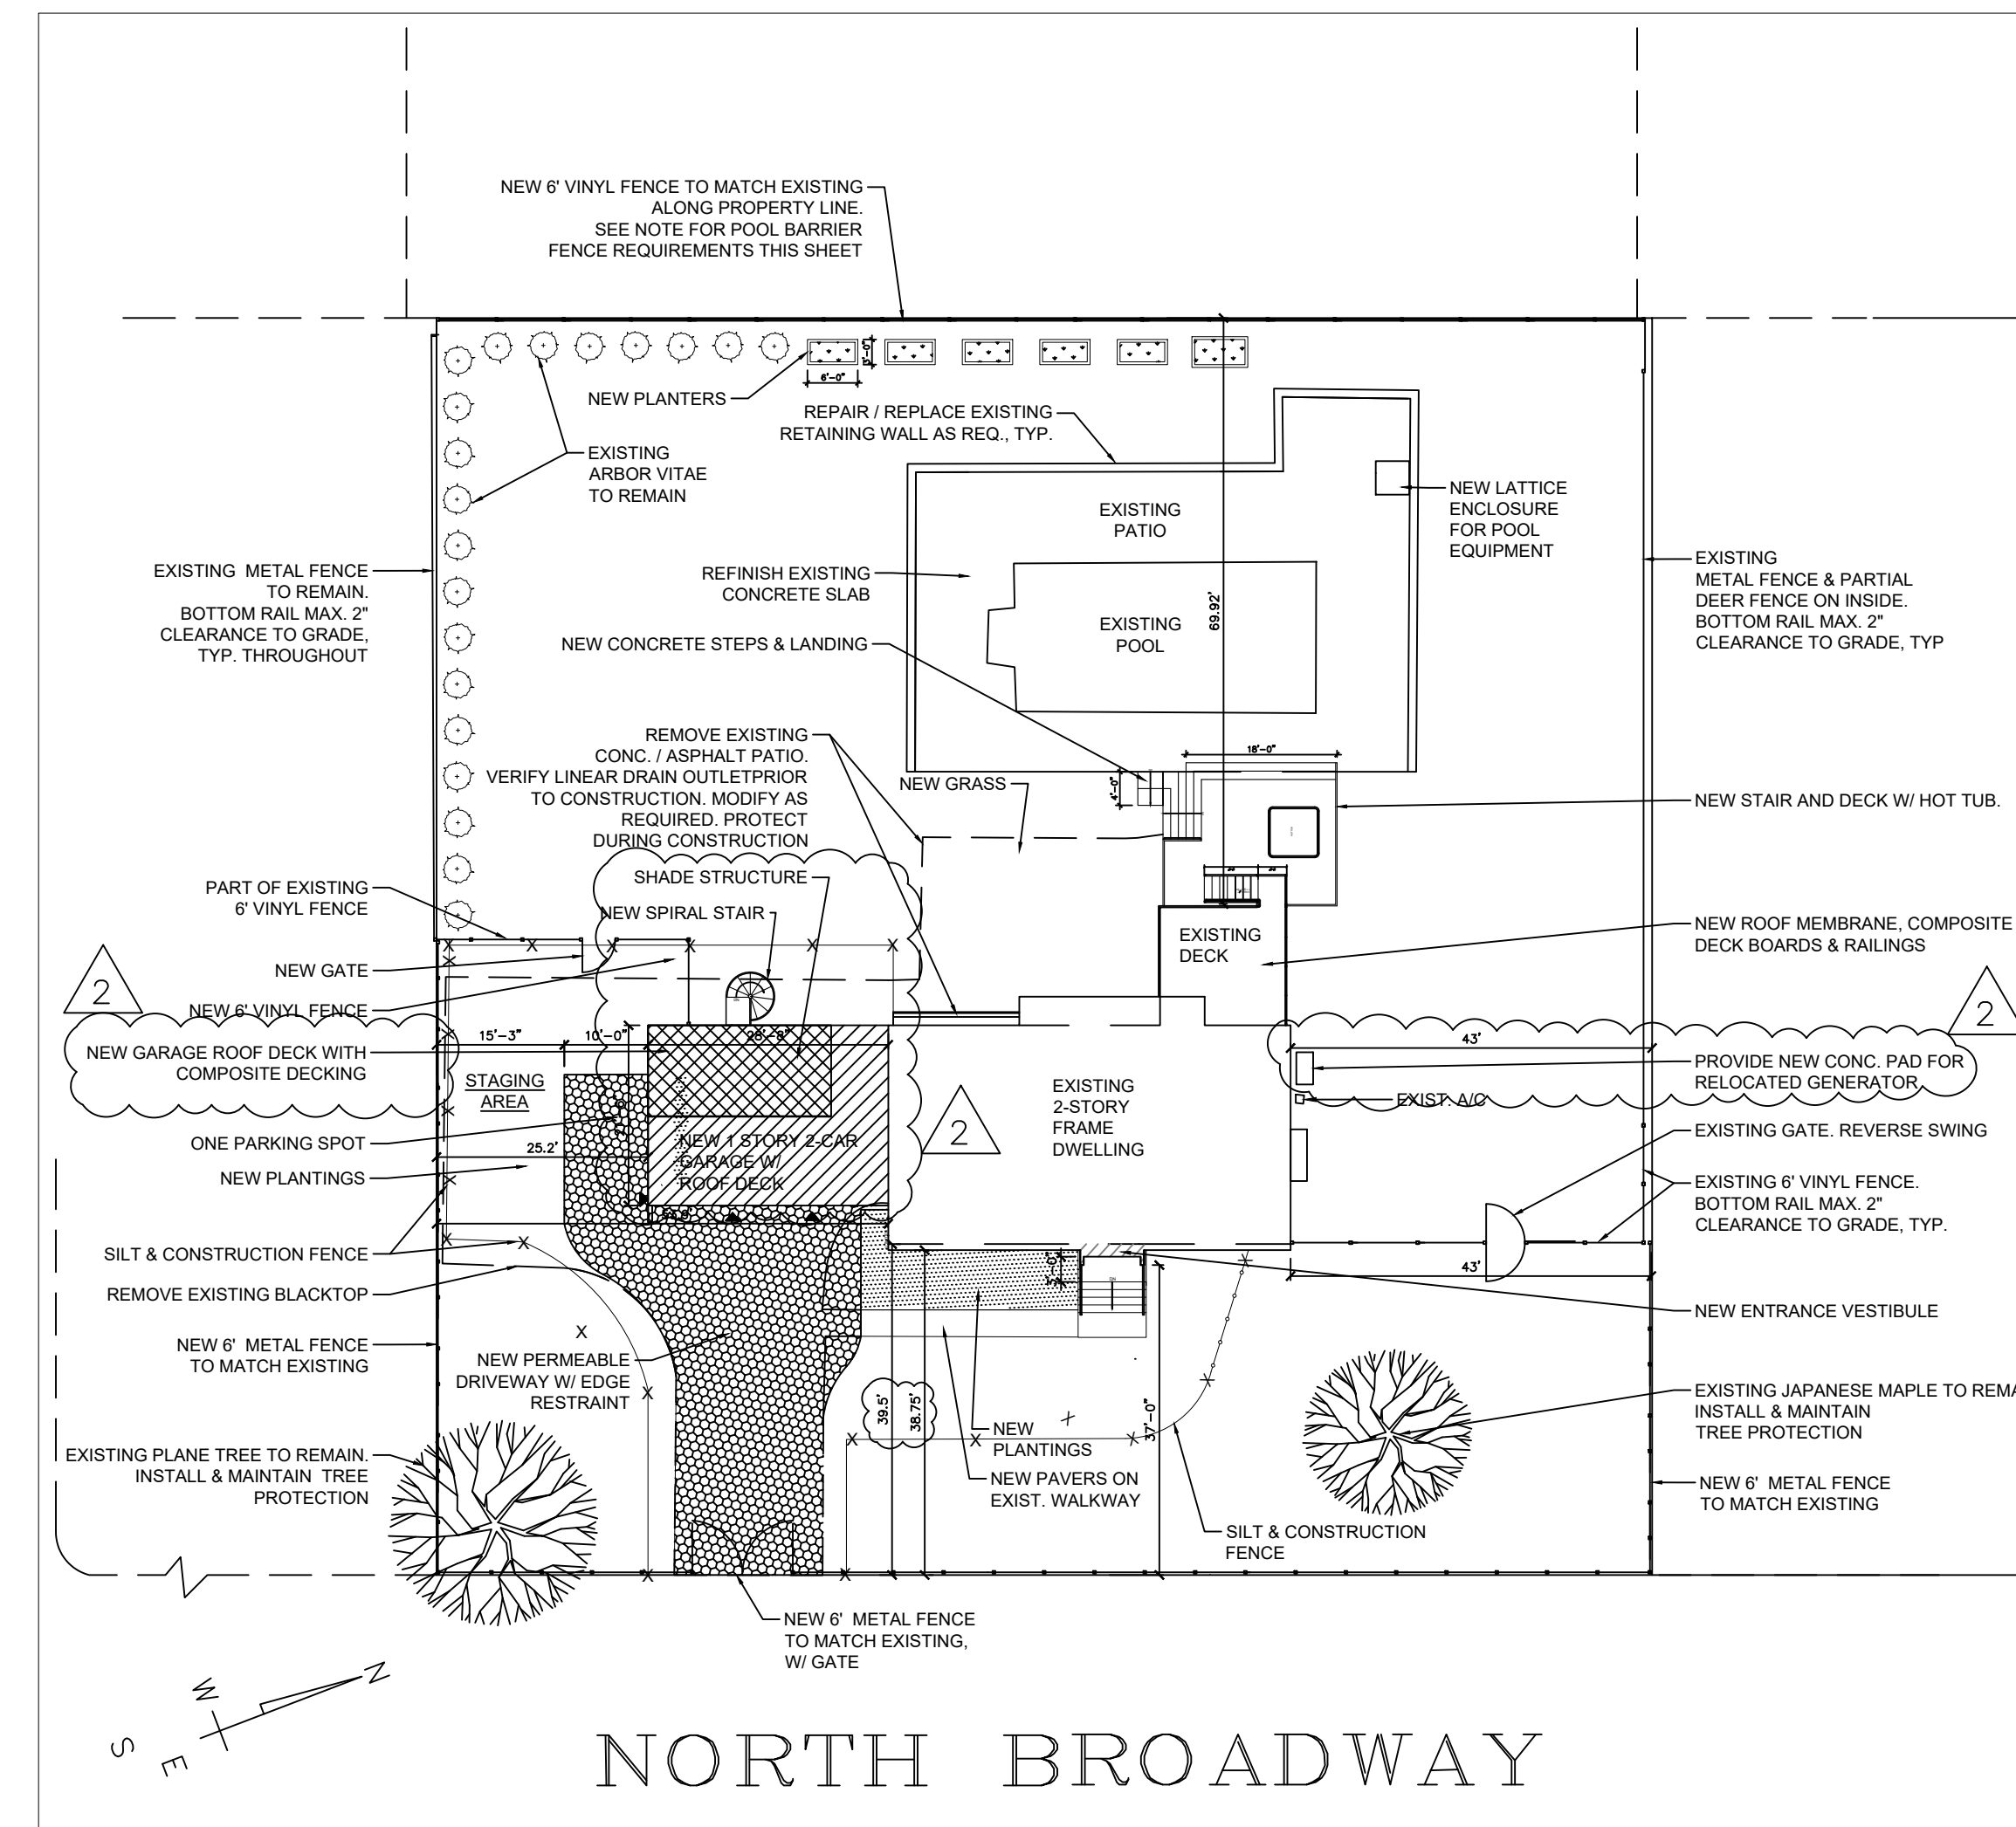 NEW 6' VINYL FENCE TO MATCH EXISTING
ALONG PROPERTY LINE.
SEE NOTE FOR POOL BARRIER
FENCE REQUIREMENTS THIS SHEET
3'-0"
6'-0"
NEW PLANTERS
REPAIR / REPLACE EXISTING
RETAINING WALL AS REQ., TYP.
EXISTING
ARBOR VITAE
TO REMAIN
EXISTING
PATIO
NEW LATTICE
ENCLOSURE
FOR POOL
EQUIPMENT
EXISTING METAL FENCE
TO REMAIN.
BOTTOM RAIL MAX. 2"
CLEARANCE TO GRADE,
TYP. THROUGHOUT
REFINISH EXISTING
CONCRETE SLAB
69.92'
EXISTING
METAL FENCE & PARTIAL
DEER FENCE ON INSIDE.
BOTTOM RAIL MAX. 2"
CLEARANCE TO GRADE, TYP
EXISTING
POOL
NEW CONCRETE STEPS & LANDING
REMOVE EXISTING
CONC. / ASPHALT PATIO.
VERIFY LINEAR DRAIN OUTLETPRIOR
TO CONSTRUCTION. MODIFY AS
REQUIRED. PROTECT
DURING CONSTRUCTION
18'-0"
4'-0"
NEW GRASS
NEW STAIR AND DECK W/ HOT TUB.
SHADE STRUCTURE
PART OF EXISTING
6' VINYL FENCE
NEW SPIRAL STAIR
EXISTING
DECK
NEW ROOF MEMBRANE, COMPOSITE
DECK BOARDS & RAILINGS
NEW GATE
2
2
NEW 6' VINYL FENCE
15'-3"
10'-0"
28'-8"
43'
NEW GARAGE ROOF DECK WITH
COMPOSITE DECKING
STAGING
AREA
EXISTING
2-STORY
FRAME
DWELLING
PROVIDE NEW CONC. PAD FOR
RELOCATED GENERATOR
EXIST. A/C
2
ONE PARKING SPOT
25.2'
NEW 1 STORY 2-CAR
GARAGE W/
ROOF DECK
NEW PLANTINGS
EXISTING GATE. REVERSE SWING
EXISTING 6' VINYL FENCE.
BOTTOM RAIL MAX. 2"
CLEARANCE TO GRADE, TYP.
SILT & CONSTRUCTION FENCE
43'
REMOVE EXISTING BLACKTOP
NEW ENTRANCE VESTIBULE
NEW 6' METAL FENCE
TO MATCH EXISTING
NEW PERMEABLE
DRIVEWAY W/ EDGE
RESTRAINT
39.5'
38.75'
37'-0"
EXISTING JAPANESE MAPLE TO REMA
INSTALL & MAINTAIN
TREE PROTECTION
NEW
PLANTINGS
EXISTING PLANE TREE TO REMAIN.
INSTALL & MAINTAIN TREE
PROTECTION
NEW PAVERS ON
EXIST. WALKWAY
NEW 6' METAL FENCE
TO MATCH EXISTING
SILT & CONSTRUCTION
FENCE
NEW 6' METAL FENCE
TO MATCH EXISTING,
W/ GATE
N
W
S
E
NORTH BROADWAY